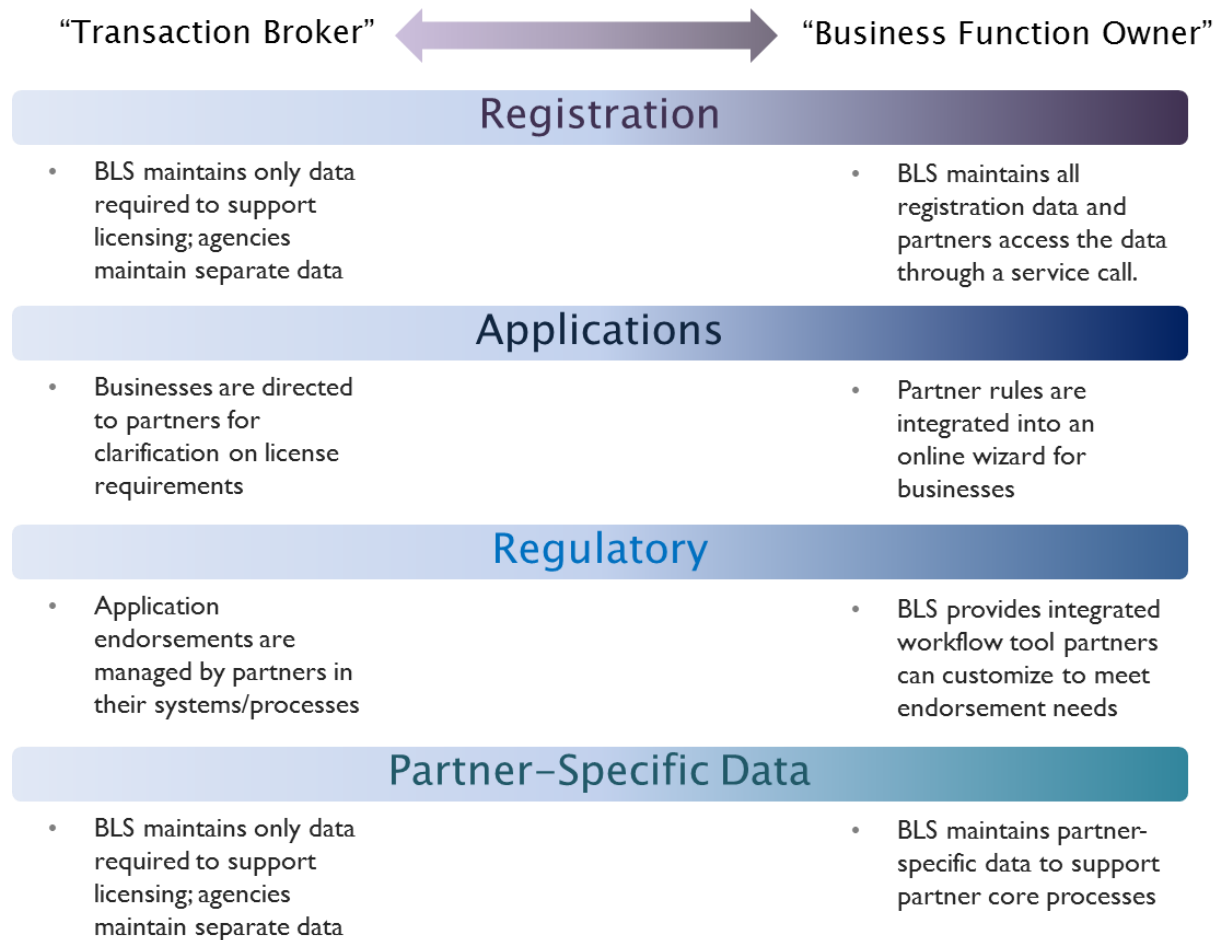 “Transaction Broker”
“Business Function Owner”
Registration
• BLS maintains only data
required to support
licensing; agencies
maintain separate data
• BLS maintains all
registration data and
partners access the data
through a service call.
Applications
• Businesses are directed
to partners for
clarification on license
requirements
• Partner rules are
integrated into an
online wizard for
businesses
Regulatory
• Application
endorsements are
managed by partners in
their systems/processes
• BLS provides integrated
workflow tool partners
can customize to meet
endorsement needs
Partner–Specific Data
• BLS maintains only data
required to support
licensing; agencies
maintain separate data
• BLS maintains partner-
specific data to support
partner core processes